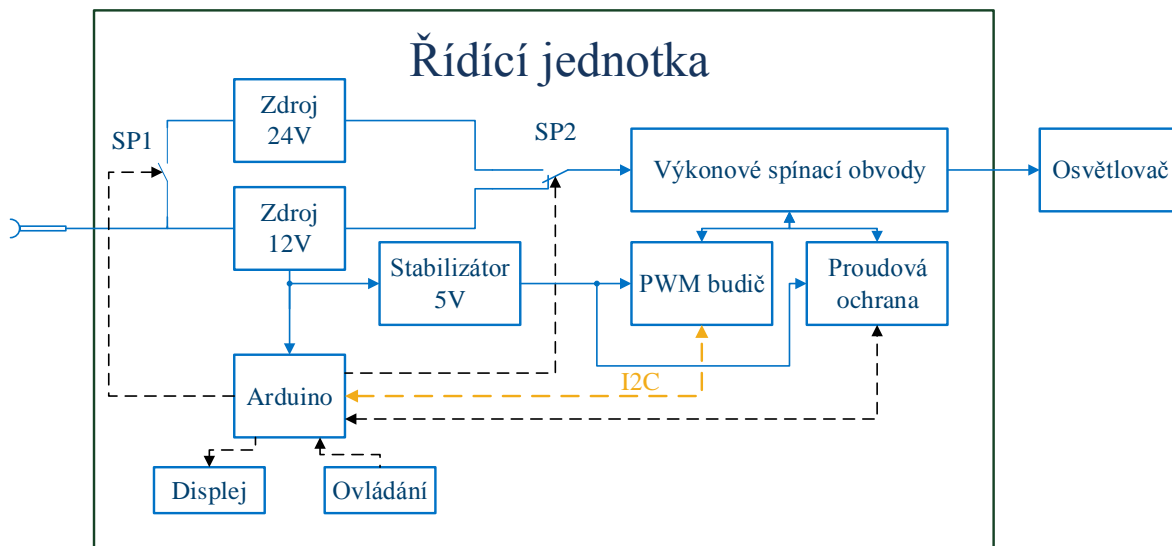 Řídící jednotka
Zdroj
24V
SP1
SP2
Výkonové spínací obvody
Osvětlovač
Zdroj
12V
Stabilizátor
5V
PWM budič
Proudová
ochrana
I2C
Arduino
Displej
Ovládání